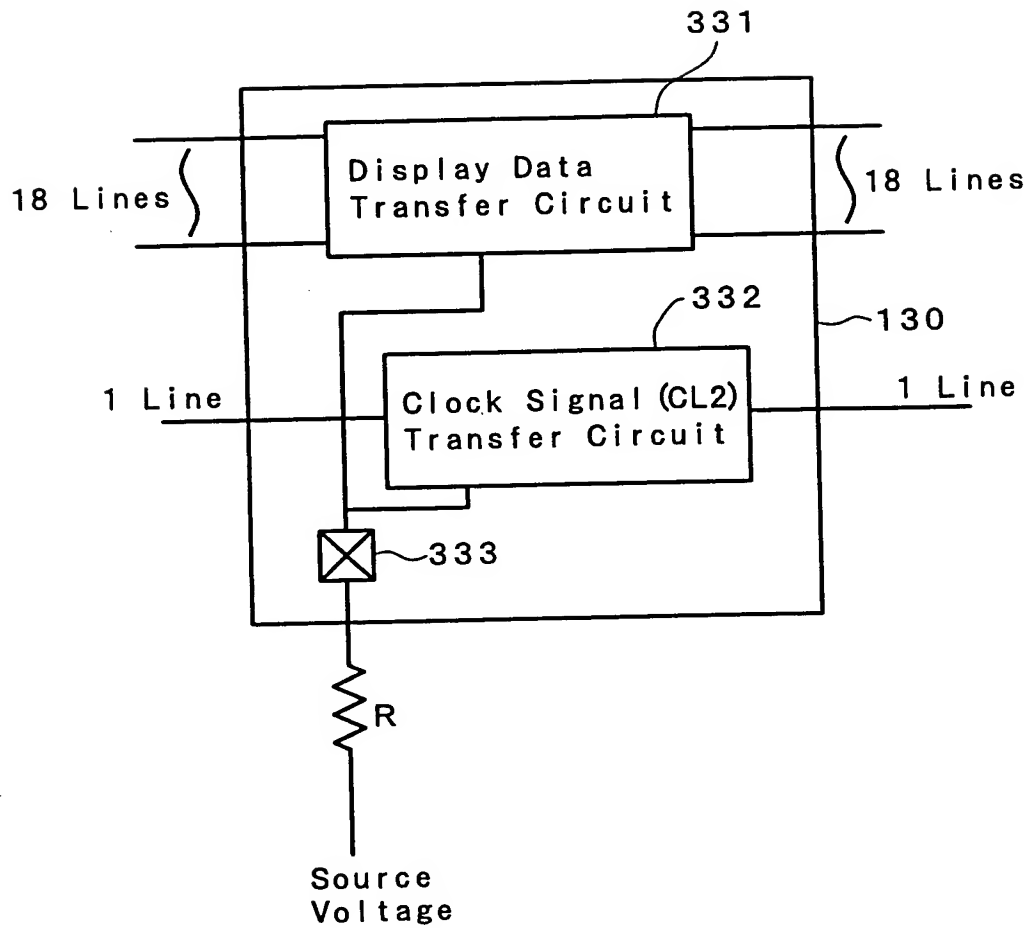 331
Display Data
Transfer Circuit
18 Lines
18 Lines
332
130
1 Line
Clock Signal (CL2)
Transfer Circuit
1 Line
333
R
Source
Voltage